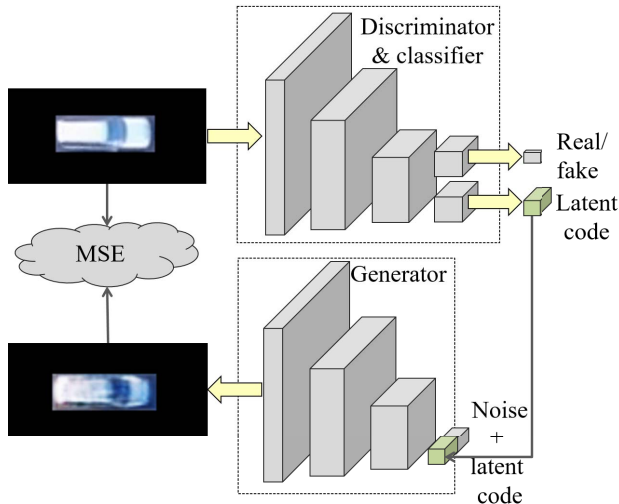 Discriminator
& classifier
Real/
fake
Latent
code
MSE
Generator
Noise
+
latent
code